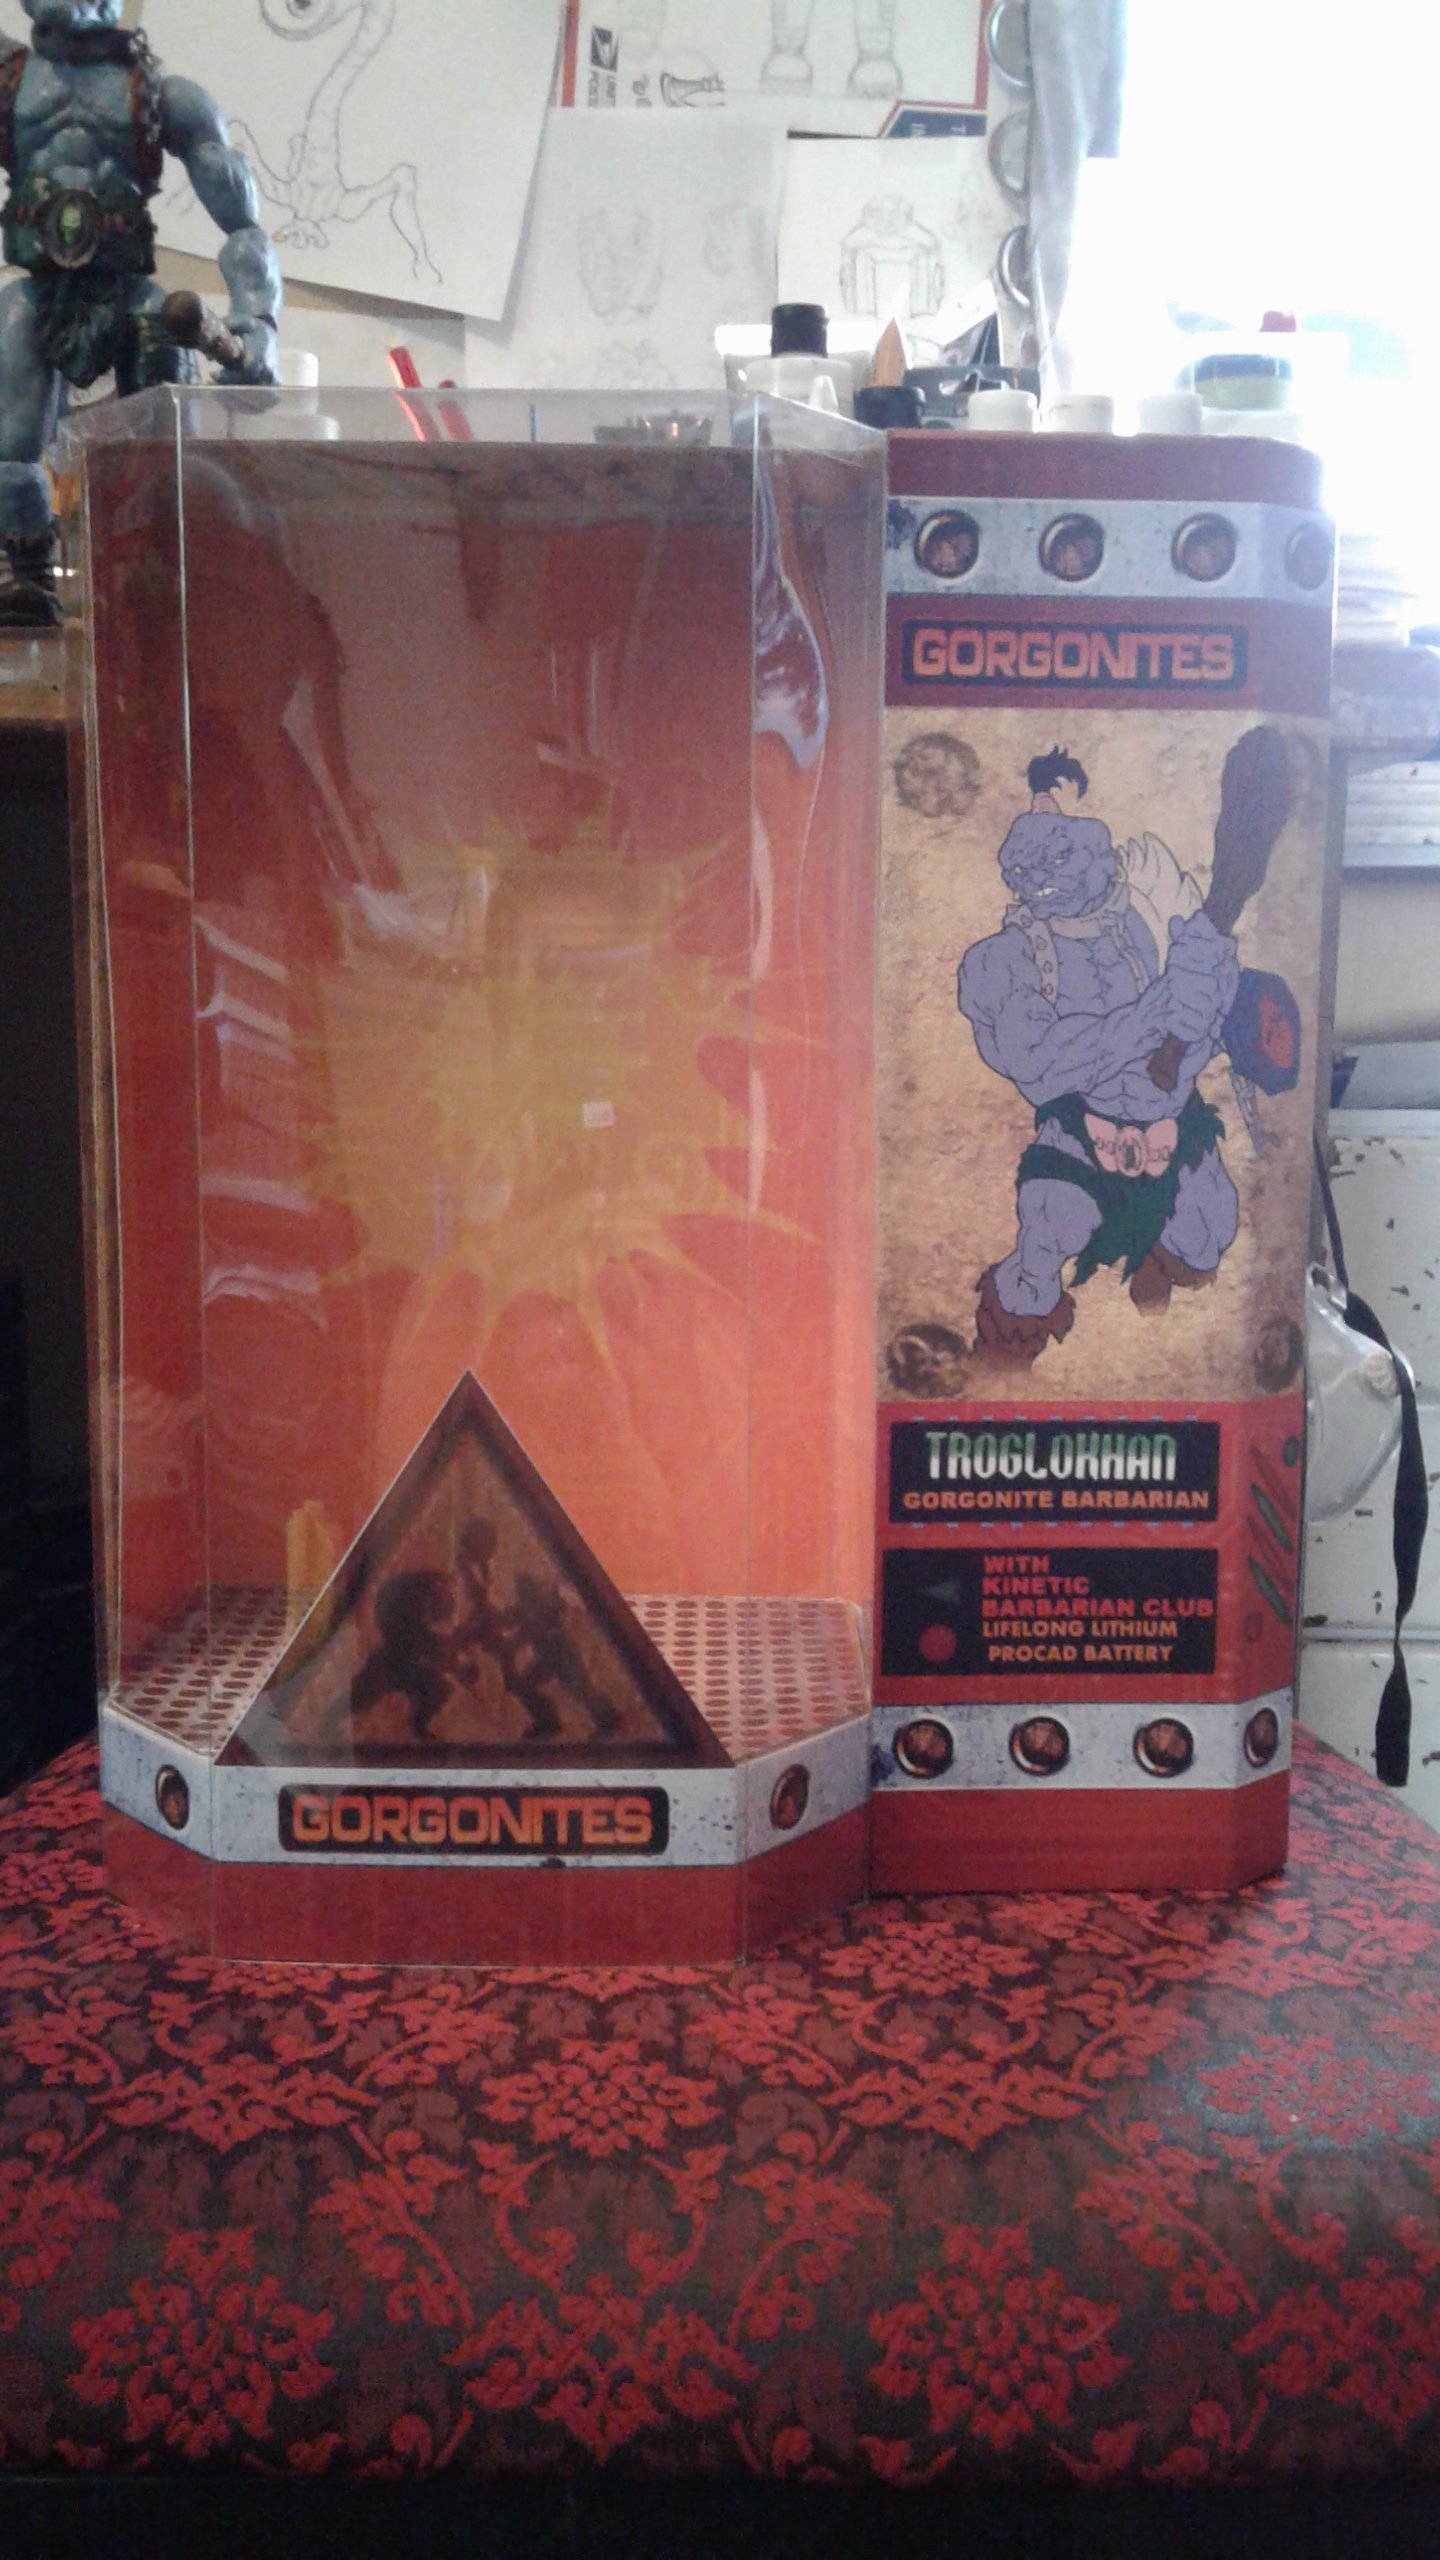 GORGONITES
TROGLOKHAN
GORGONITE BARBARIAN
WITH
KINETIC
BARBARIAN CLUB
LIFELONG LITHIUM
PROCAD BATTERY
GORGONITES